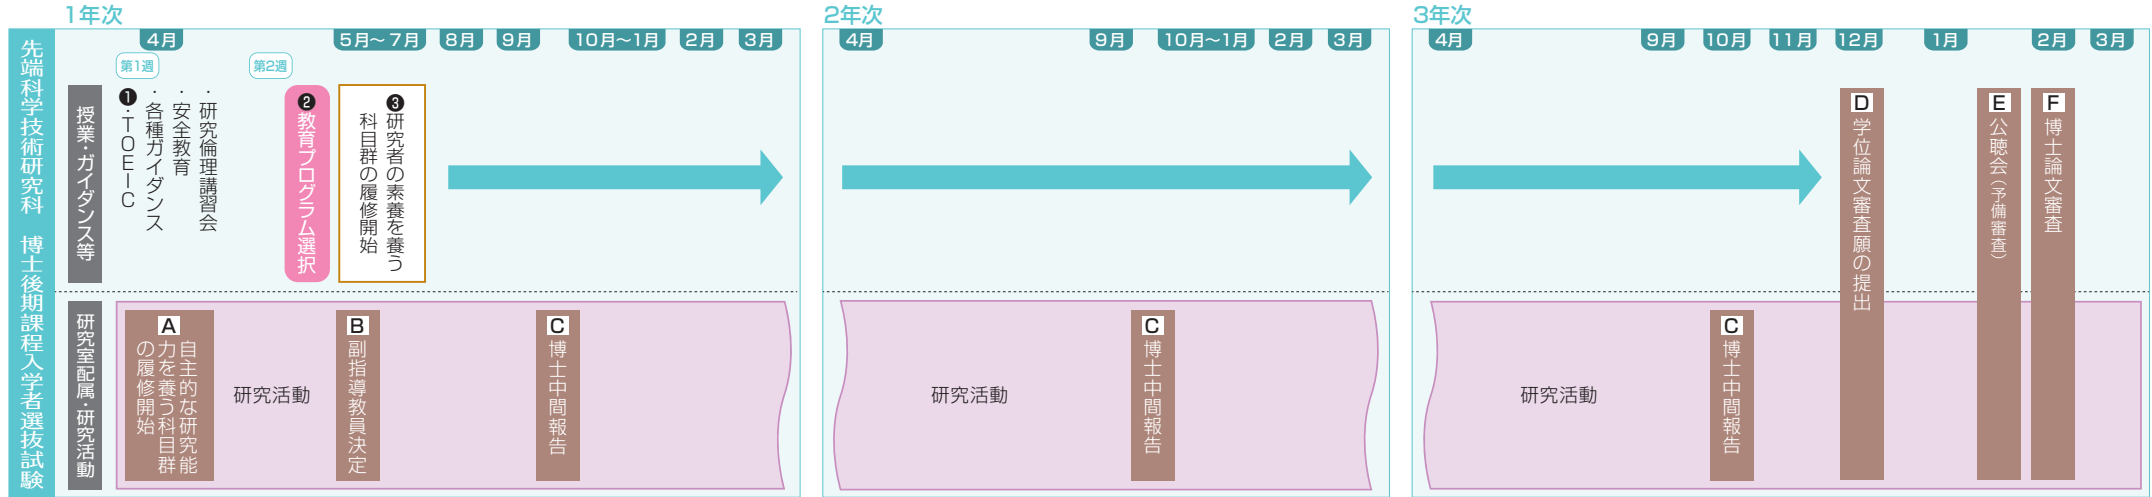 先端科学技術研究科 博士後期課程入学者選抜試験
1年次
4月
5月～7月
8月
9月
10月～1月
2月
3月
第1週
第2週
授業・ガイダンス等
❶・TOEIC
・各種ガイダンス
・安全教育
・研究倫理講習会
❷教育プログラム選択
❸研究者の素養を養う
科目群の履修開始
研究室配属・研究活動
A
自主的な研究能
力を養う科目群
の履修開始
研究活動
B
副指導教員決定
C
博士中間報告
2年次
4月
9月
10月～1月
2月
3月
研究活動
C
博士中間報告
3年次
4月
9月
10月
11月
12月
1月
2月
3月
研究活動
C
博士中間報告
D
学位論文審査願の提出
E
公聴会（予備審査）
F
博士論文審査